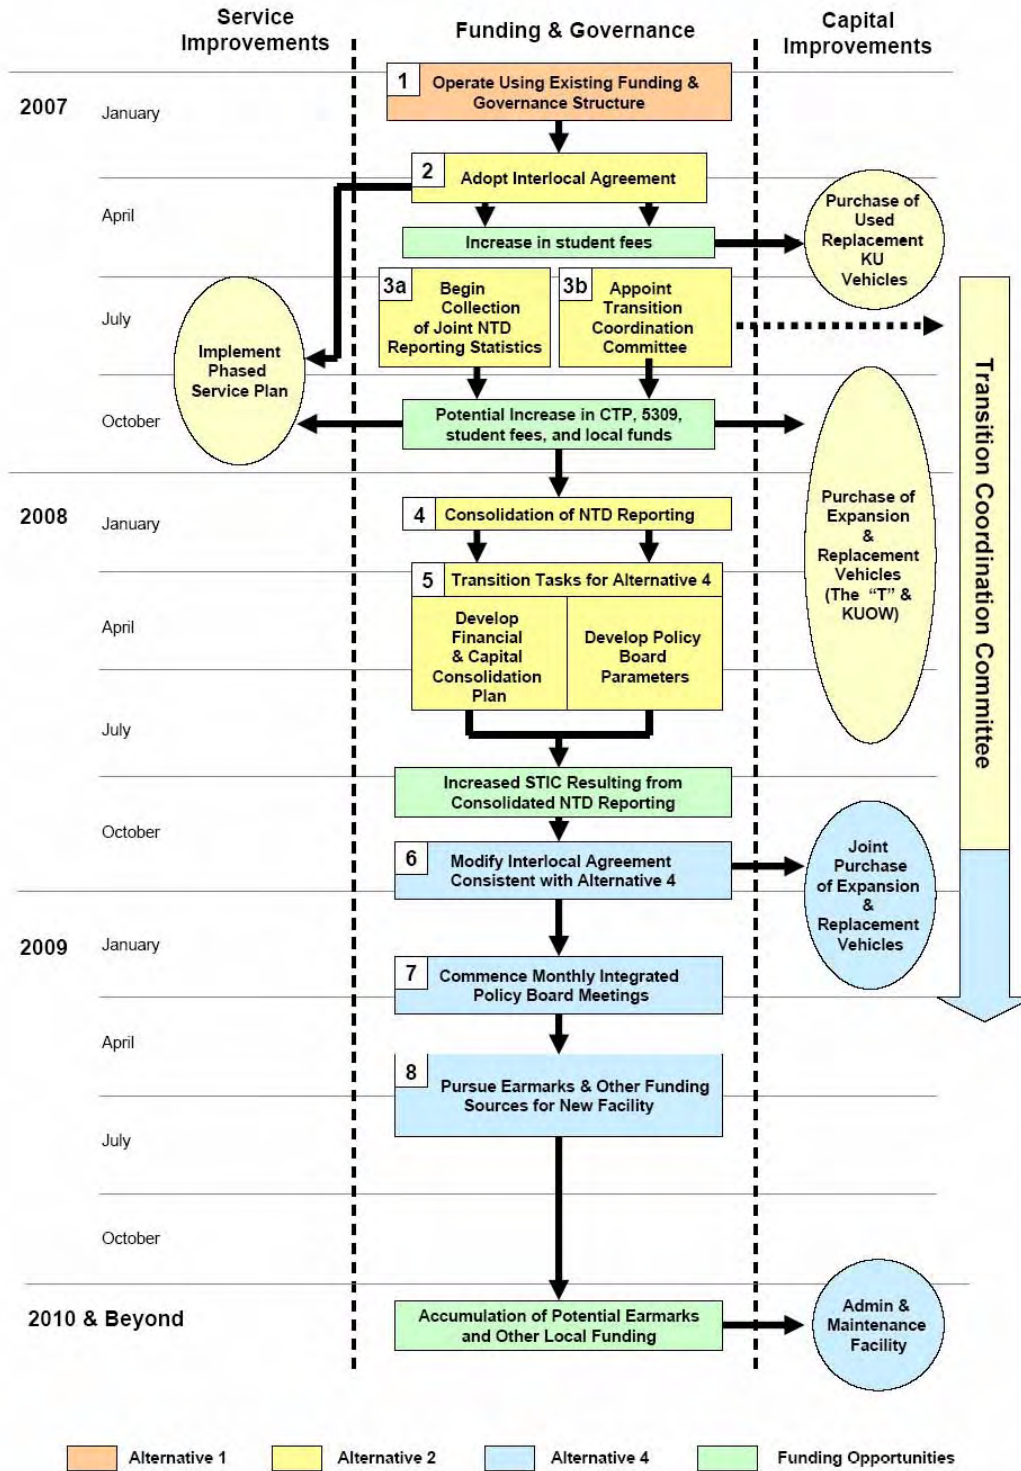 Service
Improvements
Funding & Governance
Capital
Improvements
2007
January
1
Operate Using Existing Funding &
Governance Structure
2
Adopt Interlocal Agreement
April
Increase in student fees
Purchase of
Used
Replacement
KU
Vehicles
July
3a
Begin
Collection
of Joint NTD
Reporting Statistics
3b
Appoint
Transition
Coordination
Committee
Implement
Phased
Service Plan
October
Potential Increase in CTP, 5309,
student fees, and local funds
Transition Coordination Committee
2008
January
4
Consolidation of NTD Reporting
Purchase of
Expansion
&
Replacement
Vehicles
(The "T" &
KUOW)
5
Transition Tasks for Alternative 4
April
Develop
Financial
& Capital
Consolidation
Plan
Develop Policy
Board
Parameters
July
Increased STIC Resulting from
Consolidated NTD Reporting
October
6
Modify Interlocal Agreement
Consistent with Alternative 4
Joint
Purchase
of Expansion
&
Replacement
Vehicles
2009
January
7
Commence Monthly Integrated
Policy Board Meetings
April
8
Pursue Earmarks & Other Funding
Sources for New Facility
July
October
2010 & Beyond
Accumulation of Potential Earmarks
and Other Local Funding
Admin &
Maintenance
Facility
Alternative 1
Alternative 2
Alternative 4
Funding Opportunities